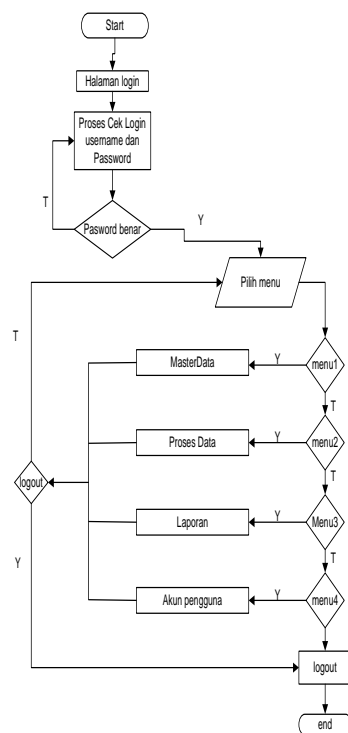 Start
Halaman login
Proses Cek Login
username dan
Password
T
Pasword benar
Y
Pilih menu
T
MasterData
Y
menu1
T
Proses Data
Y
menu2
T
logout
Laporan
Y
Menu3
Y
T
Akun pengguna
Y
menu4
logout
end